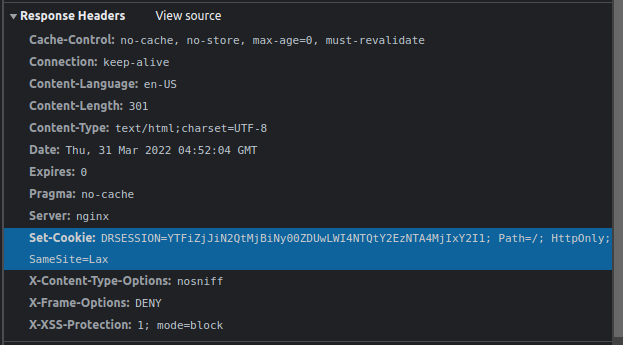 Response Headers View source
Cache-Control: no-cache, no-store, max-age=0, must-revalidate
Connection: keep-alive
Content-Language: en-US
Content-Length: 301
Content-Type: text/html;charset=UTF-8
Date: Thu, 31 Mar 2022 04:52:04 GMT
Expires: 0
Pragma: no-cache
Server: nginx
Set-Cookie: DRSESSION=YTFiZjJiN2QtMjBiNy00ZDUwLWI4NTQtY2EzNTA4MjIxY2I1; Path=/; HttpOnly;
SameSite=Lax
X-Content-Type-Options: nosniff
X-Frame-Options: DENY
X-XSS-Protection: 1; mode=block